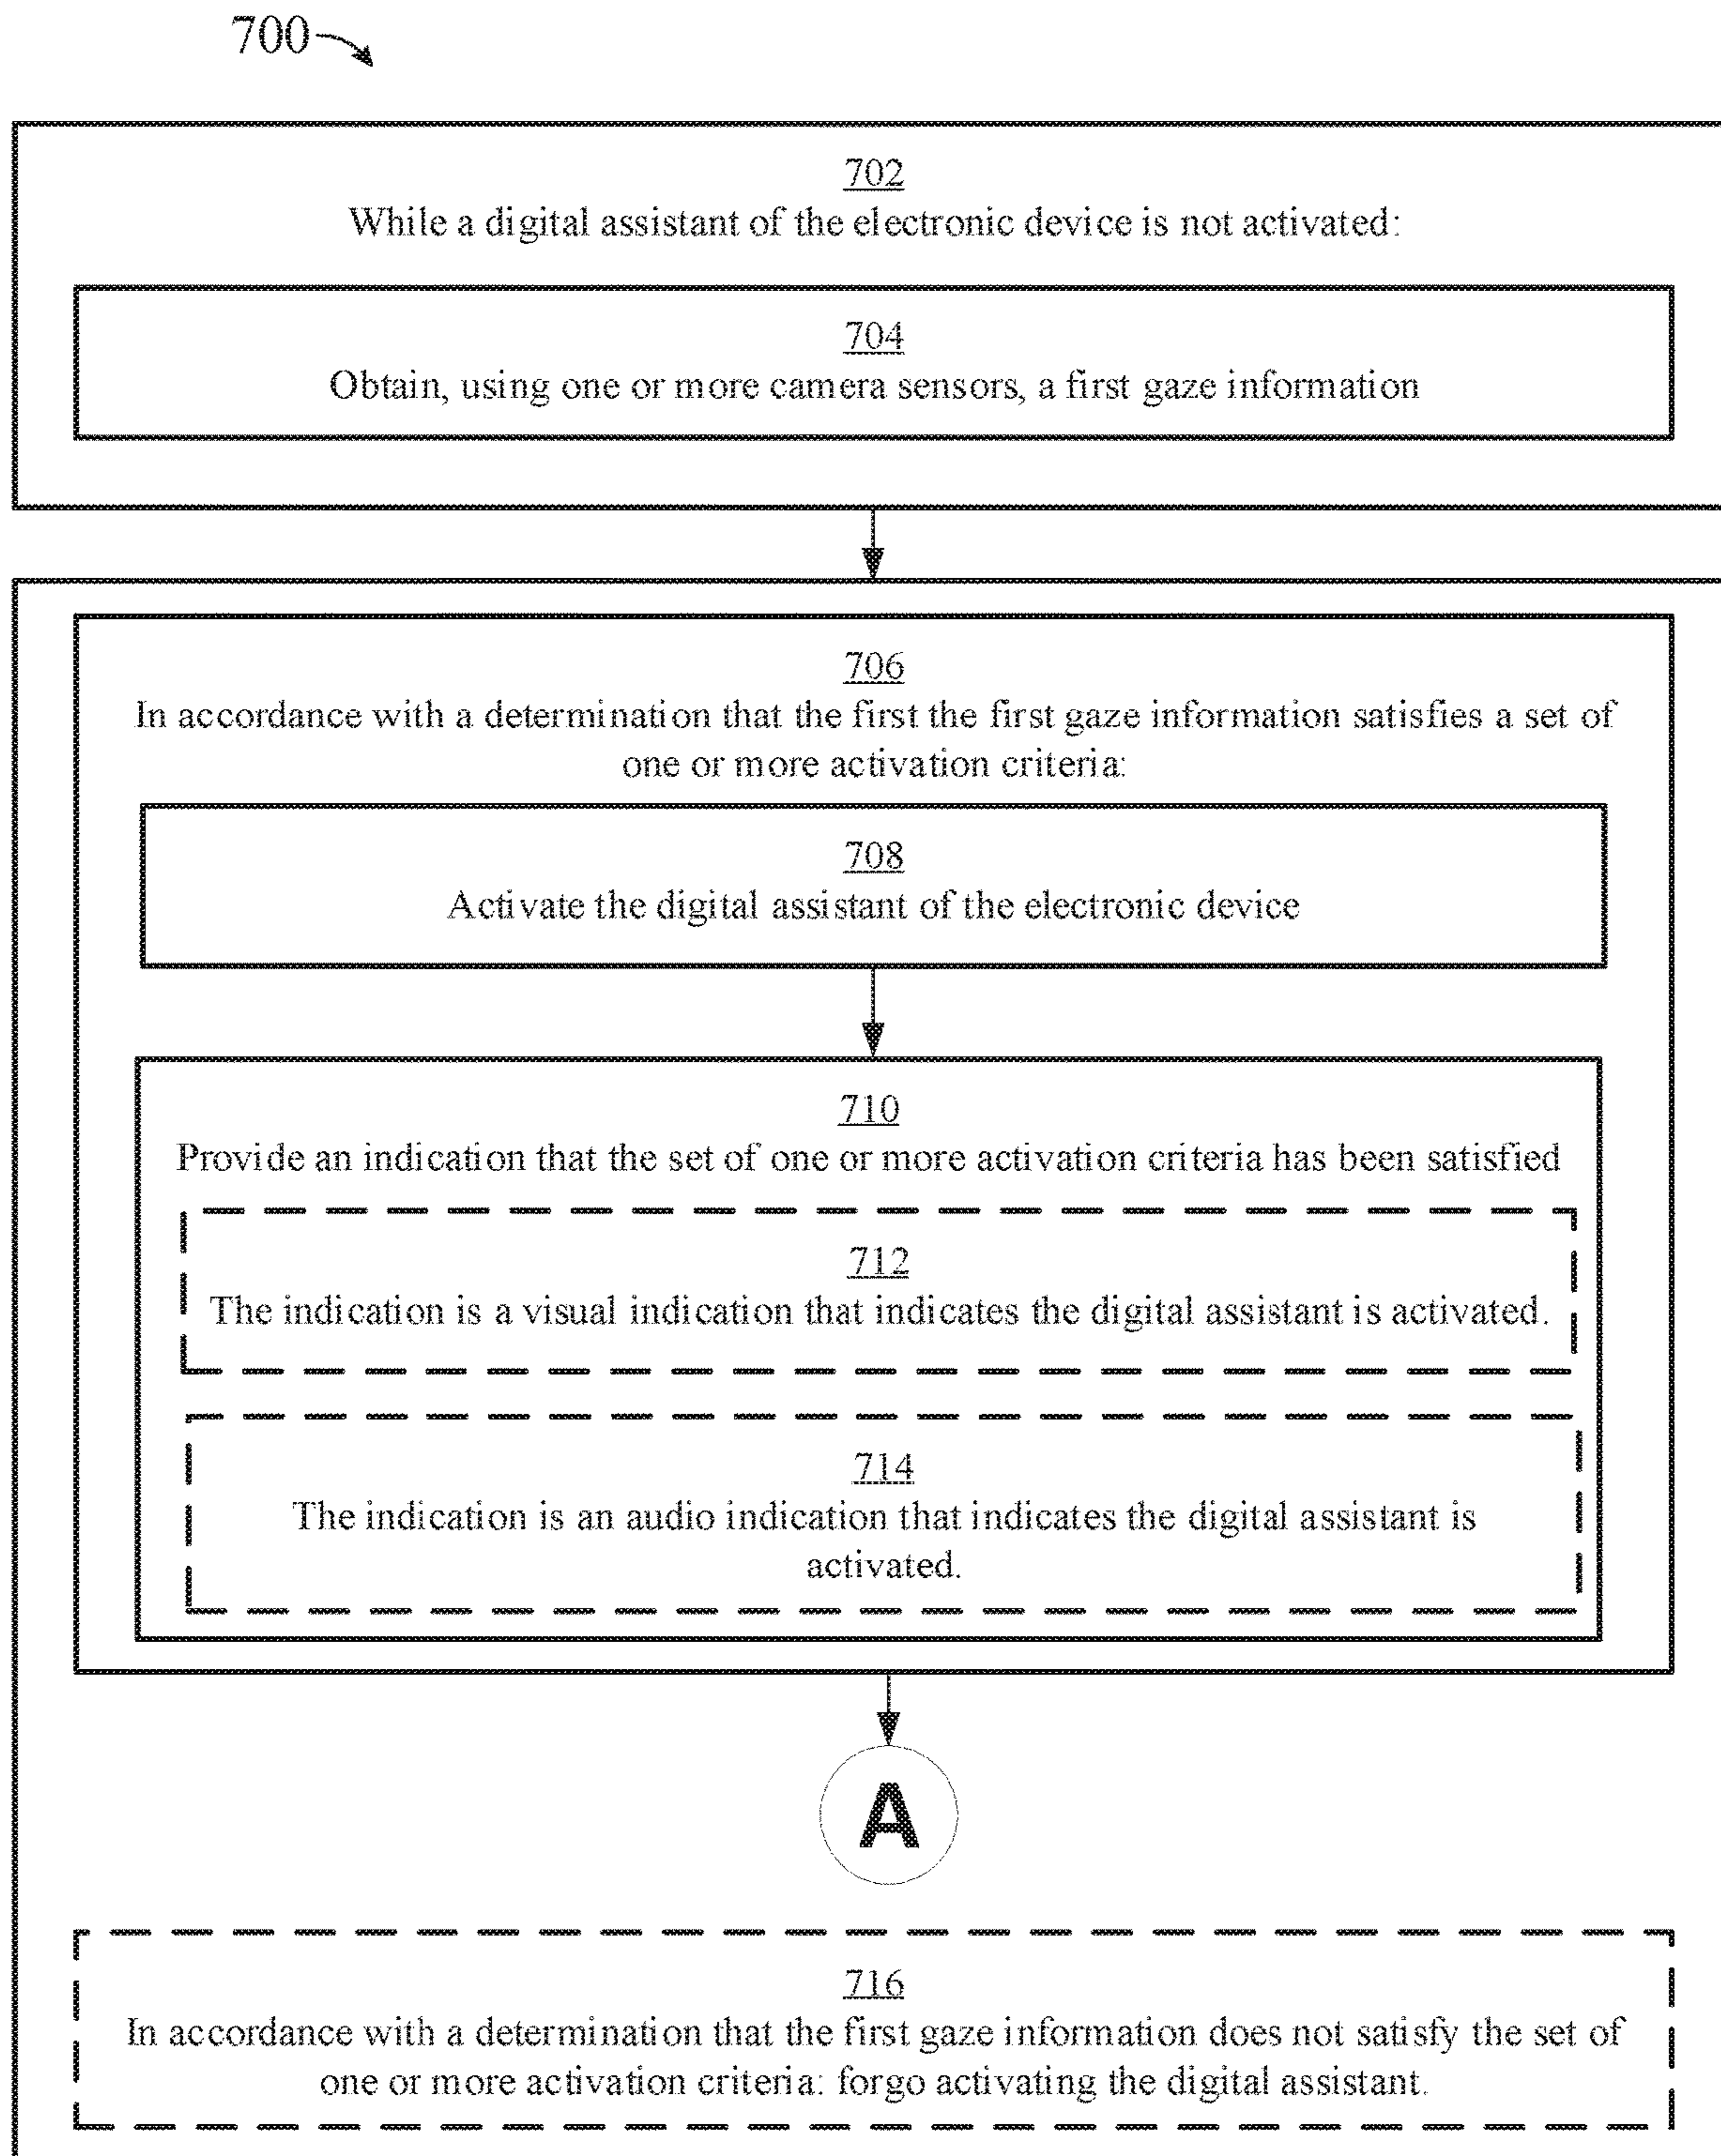 700
702
While a digital assistant of the electronic device is not activated:
704
Obtain, using one or more camera sensors, a first gaze information
706
In accordance with a determination that the first the first gaze information satisfies a set of
one or more activation criteria:
708
Activate the digital assistant of the electronic device
710
Provide an indication that the set of one or more activation criteria has been satisfied
712
The indication is a visual indication that indicates the digital assistant is activated.
714
The indication is an audio indication that indicates the digital assistant is
activated.
A
716
In accordance with a determination that the first gaze information does not satisfy the set of
one or more activation criteria: forgo activating the digital assistant.